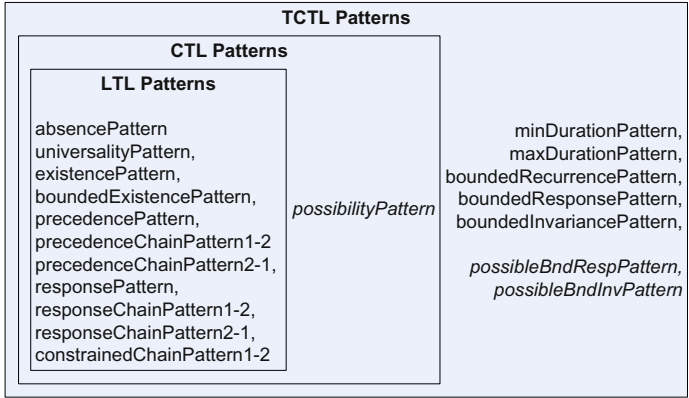 TCTL Patterns
CTL Patterns
LTL Patterns
absencePattern
universalityPattern,
existencePattern,
boundedExistencePattern,
precedencePattern,
precedenceChainPattern1-2
precedenceChainPattern2-1,
responsePattern,
responseChainPattern1-2,
responseChainPattern2-1,
constrainedChainPattern1-2
possibilityPattern
minDurationPattern,
maxDurationPattern,
boundedRecurrencePattern,
boundedResponsePattern,
boundedInvariancePattern,
possibleBndRespPattern,
possibleBndInvPattern